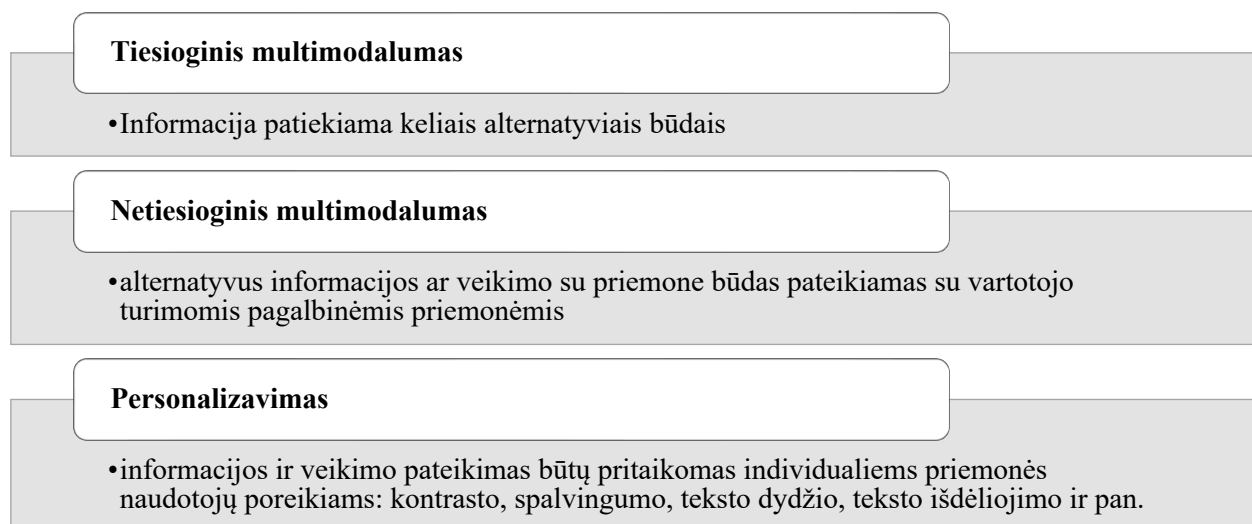 Tiesioginis multimodalumas
•Informacija patiekiama keliais alternatyviais būdais
Netiesioginis multimodalumas
•alternatyvus informacijos ar veikimo su priemone būdas pateikiamas su vartotojo
turimomis pagalbinėmis priemonėmis
Personalizavimas
•informacijos ir veikimo pateikimas būtų pritaikomas individualiems priemonės
naudotojų poreikiams: kontrasto, spalvingumo, teksto dydžio, teksto išdėliojimo ir pan.